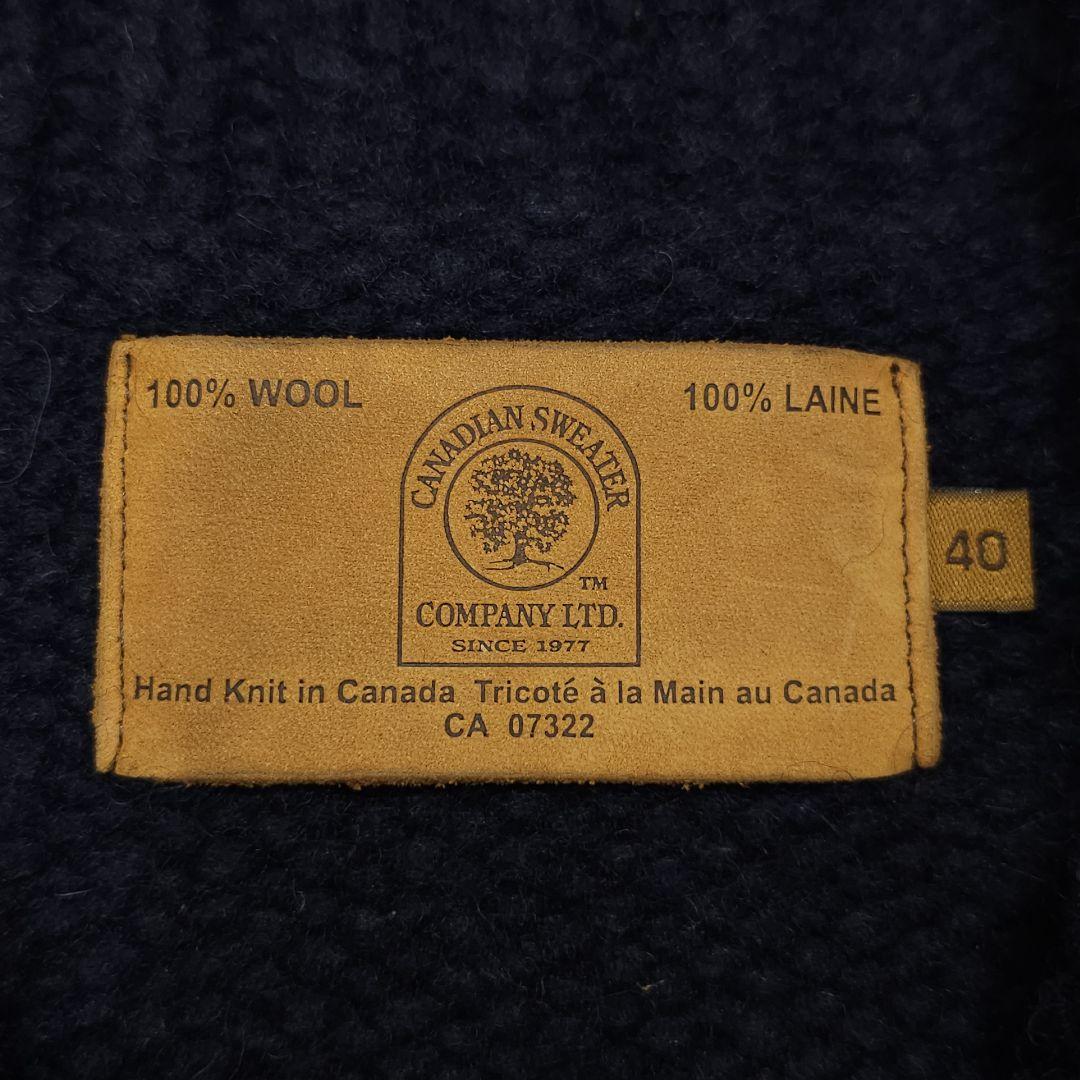 100% WOOL
100% LAINE
CANADIAN SWEATER
TM
COMPANY LTD.
SINCE 1977
40
Hand Knit in Canada Tricoté à la Main au Canada
CA 07322